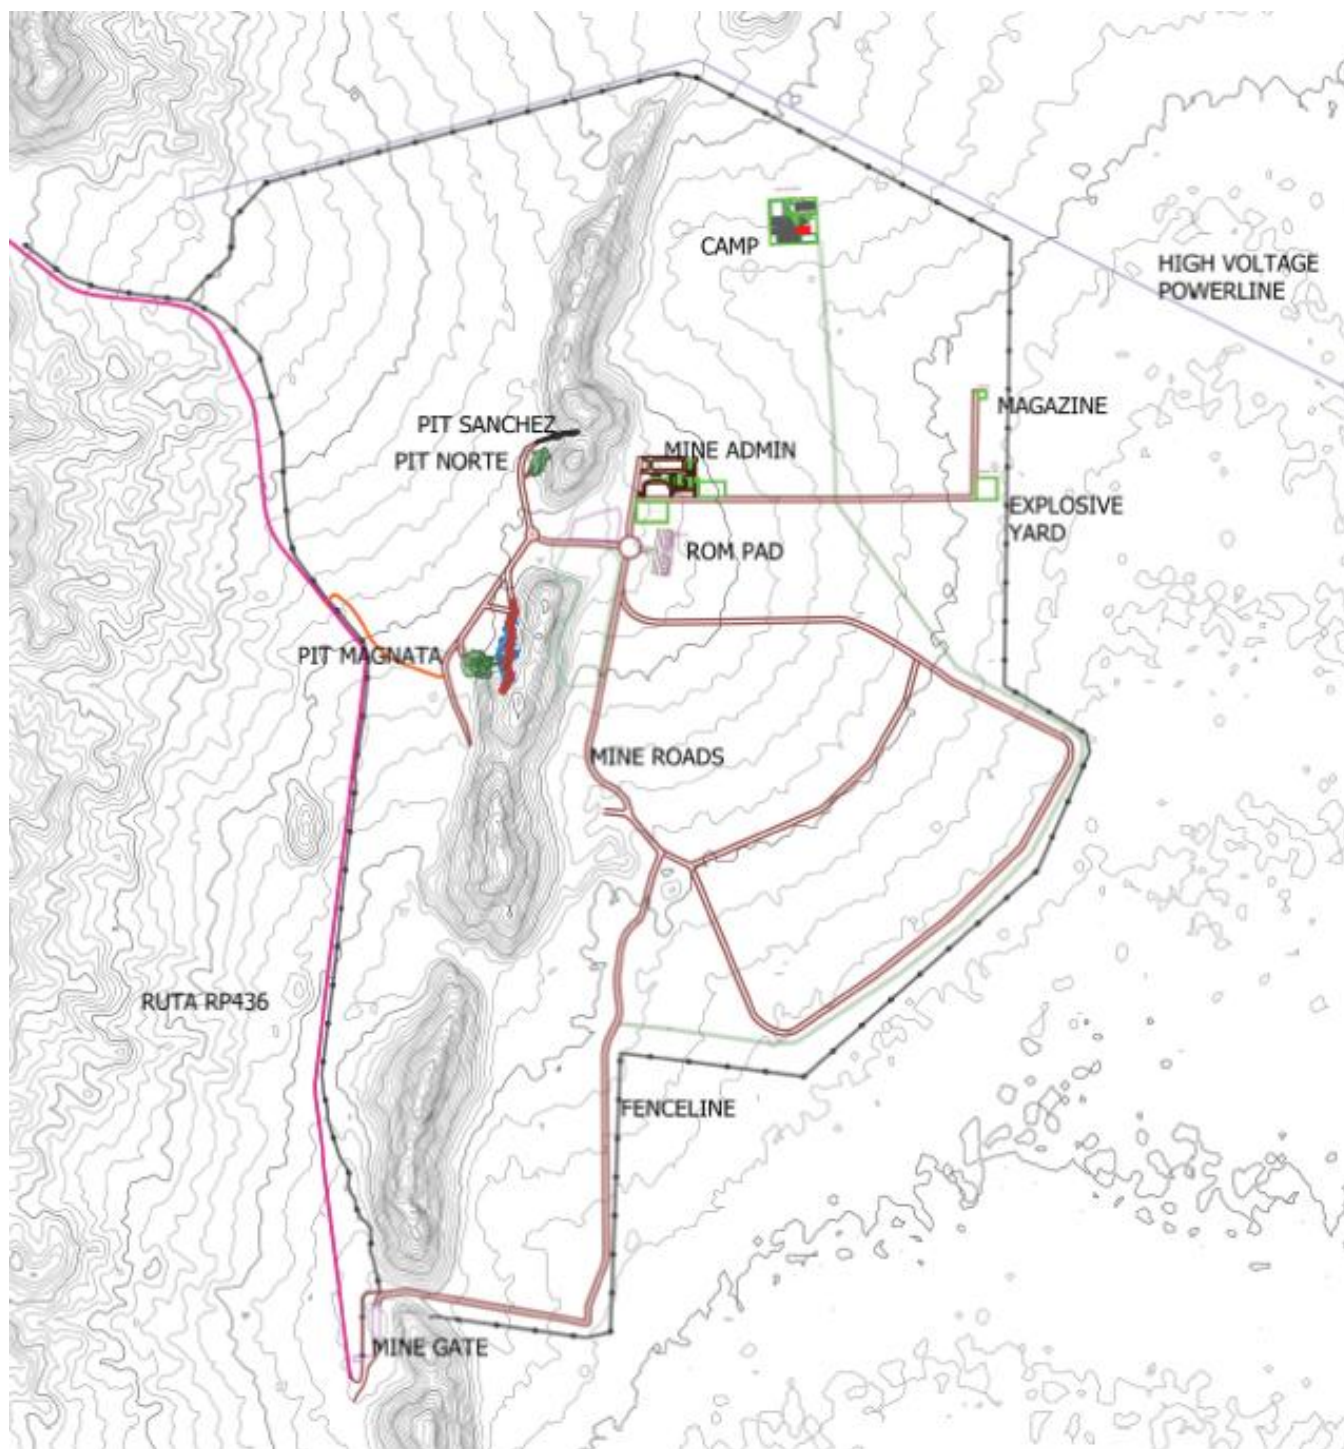 CAMP
HIGH VOLTAGE
POWERLINE
MAGAZINE
PIT SANCHEZ
PIT NORTE
MINE ADMIN
EXPLOSIVE
YARD
ROM PAD
PIT MAGNATA
MINE ROADS
RUTA RP436
FENCELINE
MINE GATE